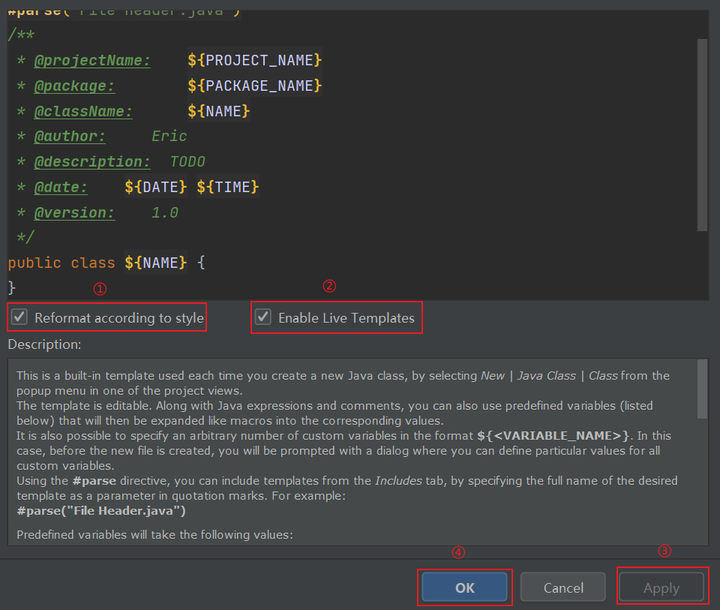 #parse("File Header.java")
/**
* @projectName: ${PROJECT_NAME}
* @package: ${PACKAGE_NAME}
* @className: ${NAME}
* @author: Eric
* @description: TODO
* @date: ${DATE} ${TIME}
* @version: 1.0
*/
public class ${NAME} {
}
① ②
Reformat according to style Enable Live Templates
Description:
This is a built-in template used each time you create a new Java class, by selecting New | Java Class | Class from the
popup menu in one of the project views.
The template is editable. Along with Java expressions and comments, you can also use predefined variables (listed
below) that will then be expanded like macros into the corresponding values.
It is also possible to specify an arbitrary number of custom variables in the format ${<VARIABLE_NAME>}. In this
case, before the new file is created, you will be prompted with a dialog where you can define particular values for all
custom variables.
Using the #parse directive, you can include templates from the Includes tab, by specifying the full name of the desired
template as a parameter in quotation marks. For example:
#parse("File Header.java")
Predefined variables will take the following values:
④ ③
OK Cancel Apply